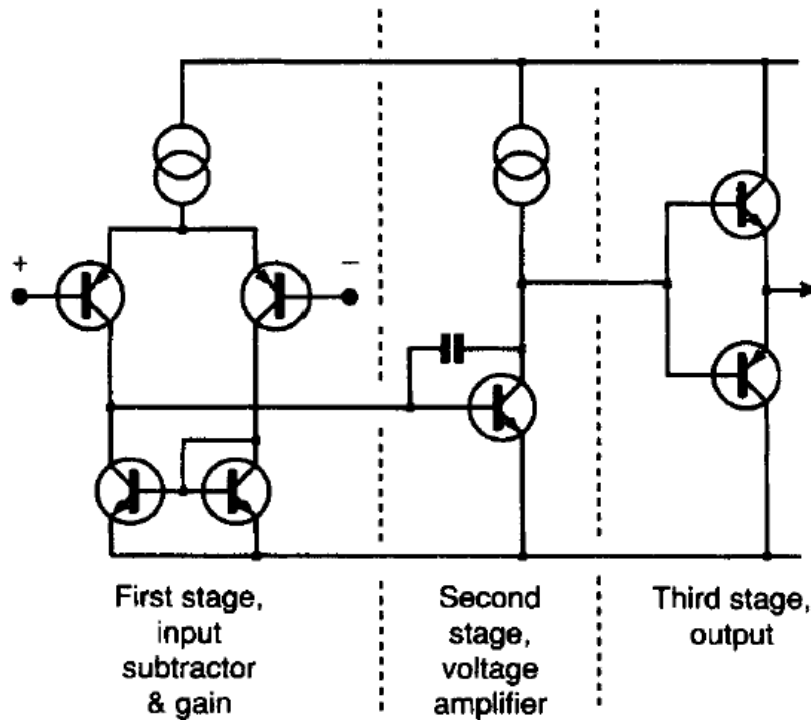 +
−
First stage,
input
subtractor
& gain
Second
stage,
voltage
amplifier
Third stage,
output